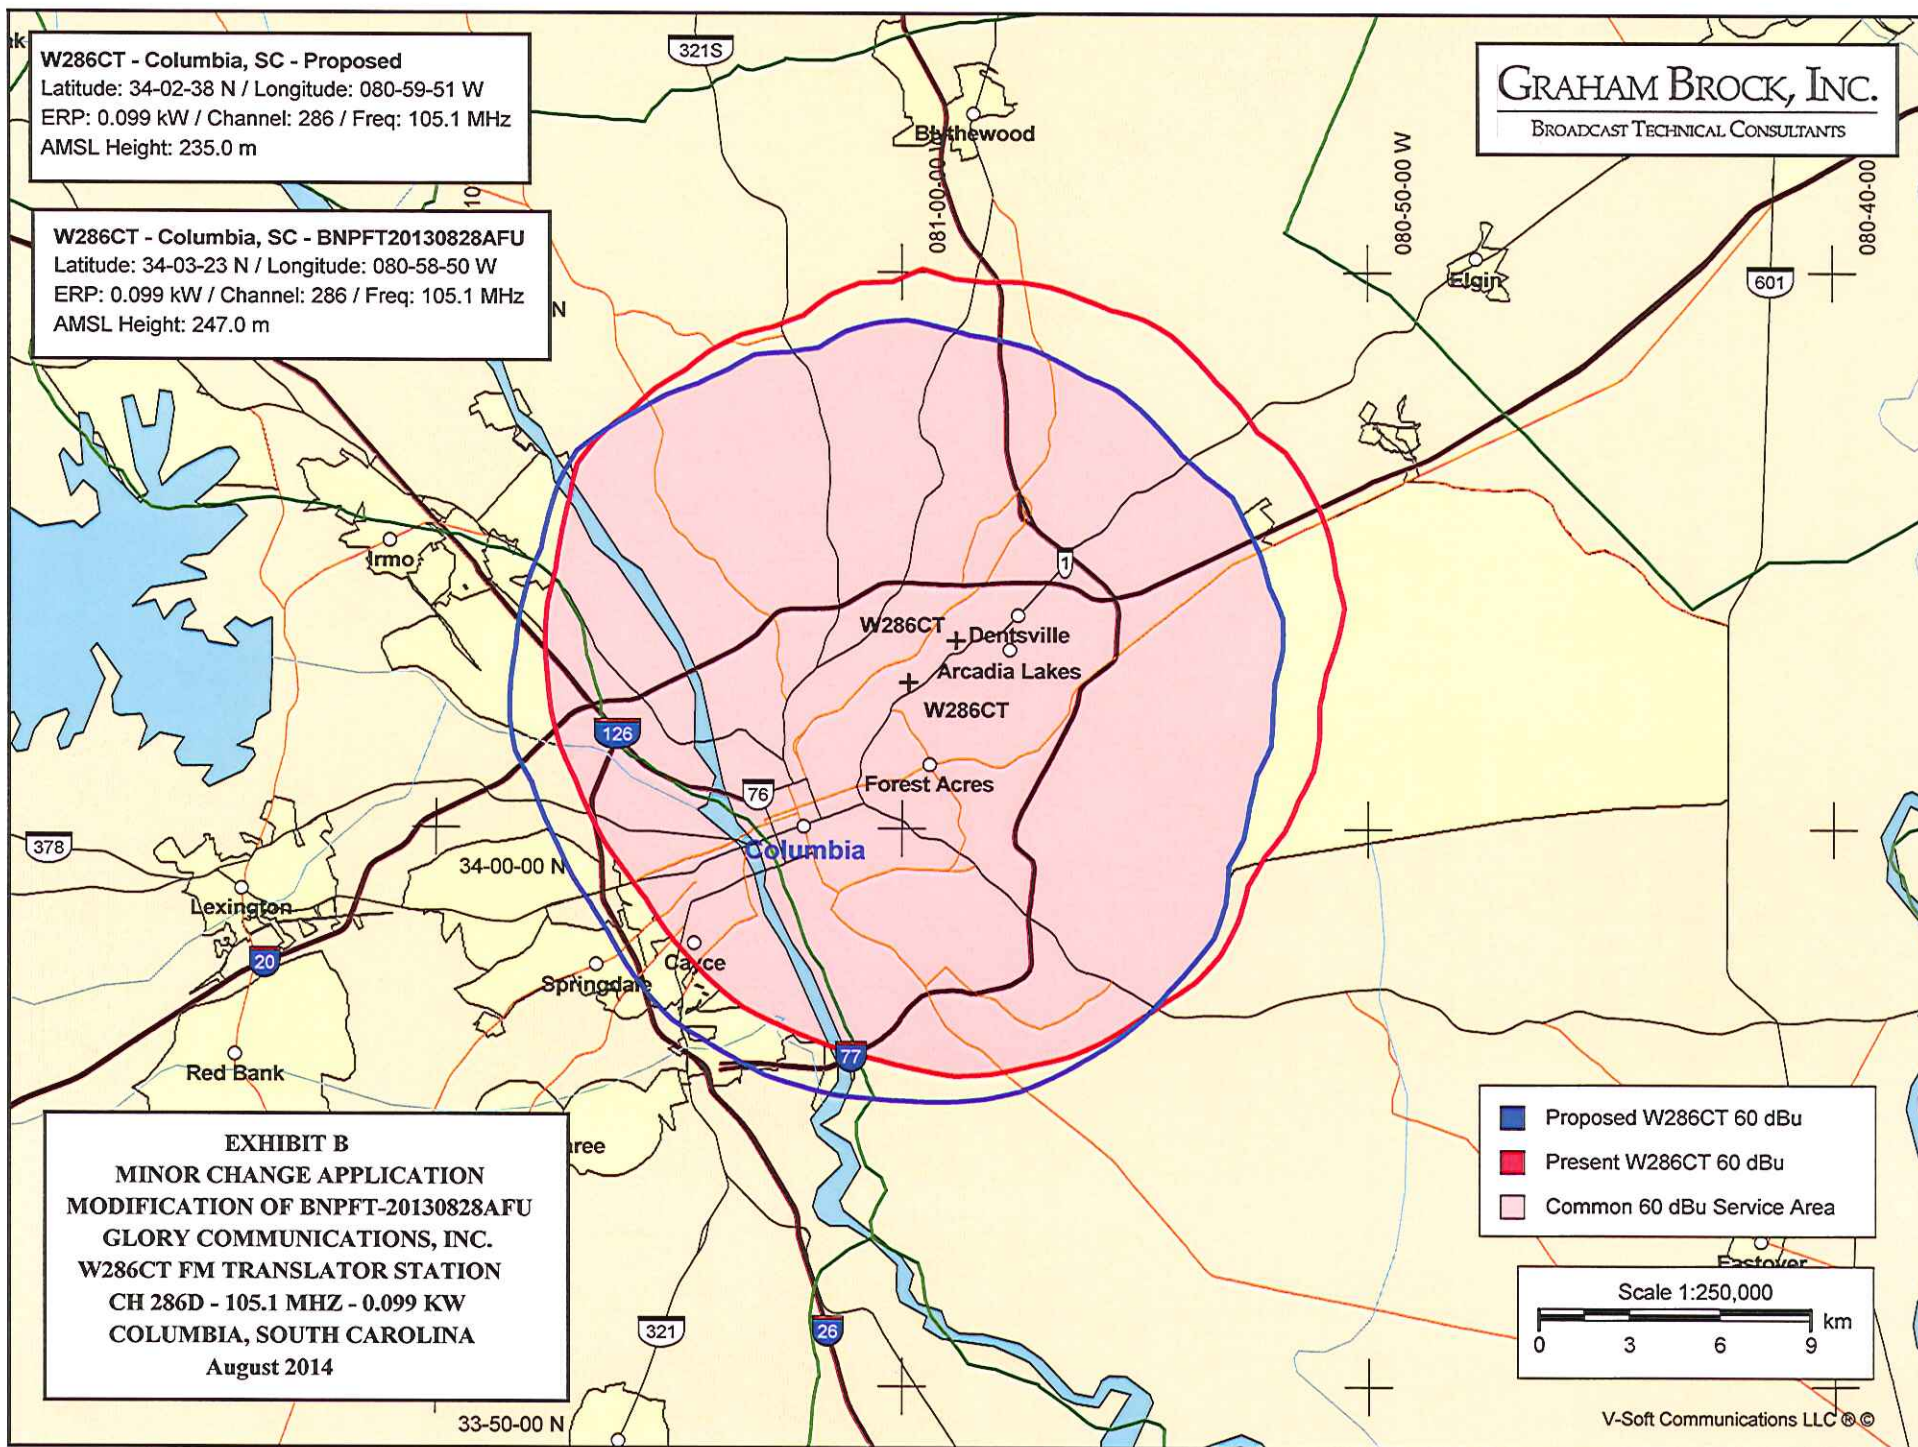 W286CT - Columbia, SC - Proposed
Latitude: 34-02-38 N / Longitude: 080-59-51 W
ERP: 0.099 kW / Channel: 286 / Freq: 105.1 MHz
AMSL Height: 235.0 m
W286CT - Columbia, SC - BNPFT20130828AFU
Latitude: 34-03-23 N / Longitude: 080-58-50 W
ERP: 0.099 kW / Channel: 286 / Freq: 105.1 MHz
AMSL Height: 247.0 m
GRAHAM BROCK, INC.
BROADCAST TECHNICAL CONSULTANTS
321S
Blythewood
081-00-00 W
080-50-00 W
080-40-00
Elgin
601
N
Irmo
1
W286CT
Dentsville
Arcadia Lakes
W286CT
126
76
Forest Acres
Columbia
378
34-00-00 N
Lexington
20
Cayce
Springdale
77
Red Bank
ree
EXHIBIT B
MINOR CHANGE APPLICATION
MODIFICATION OF BNPFT-20130828AFU
GLORY COMMUNICATIONS, INC.
W286CT FM TRANSLATOR STATION
CH 286D - 105.1 MHZ - 0.099 KW
COLUMBIA, SOUTH CAROLINA
August 2014
Proposed W286CT 60 dBu
Present W286CT 60 dBu
Common 60 dBu Service Area
Eastover
Scale 1:250,000
km
0 3 6 9
321
26
33-50-00 N
V-Soft Communications LLC ® ©